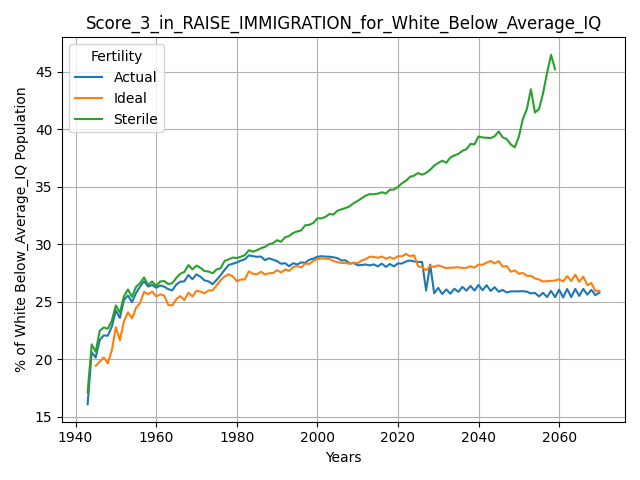 Score_3_in_RAISE_IMMIGRATION_for_White_Below_Average_IQ
Fertility
Actual
Ideal
Sterile
% of White Below_Average_IQ Population
45
40
35
30
25
20
15
1940
1960
1980
2000
2020
2040
2060
Years